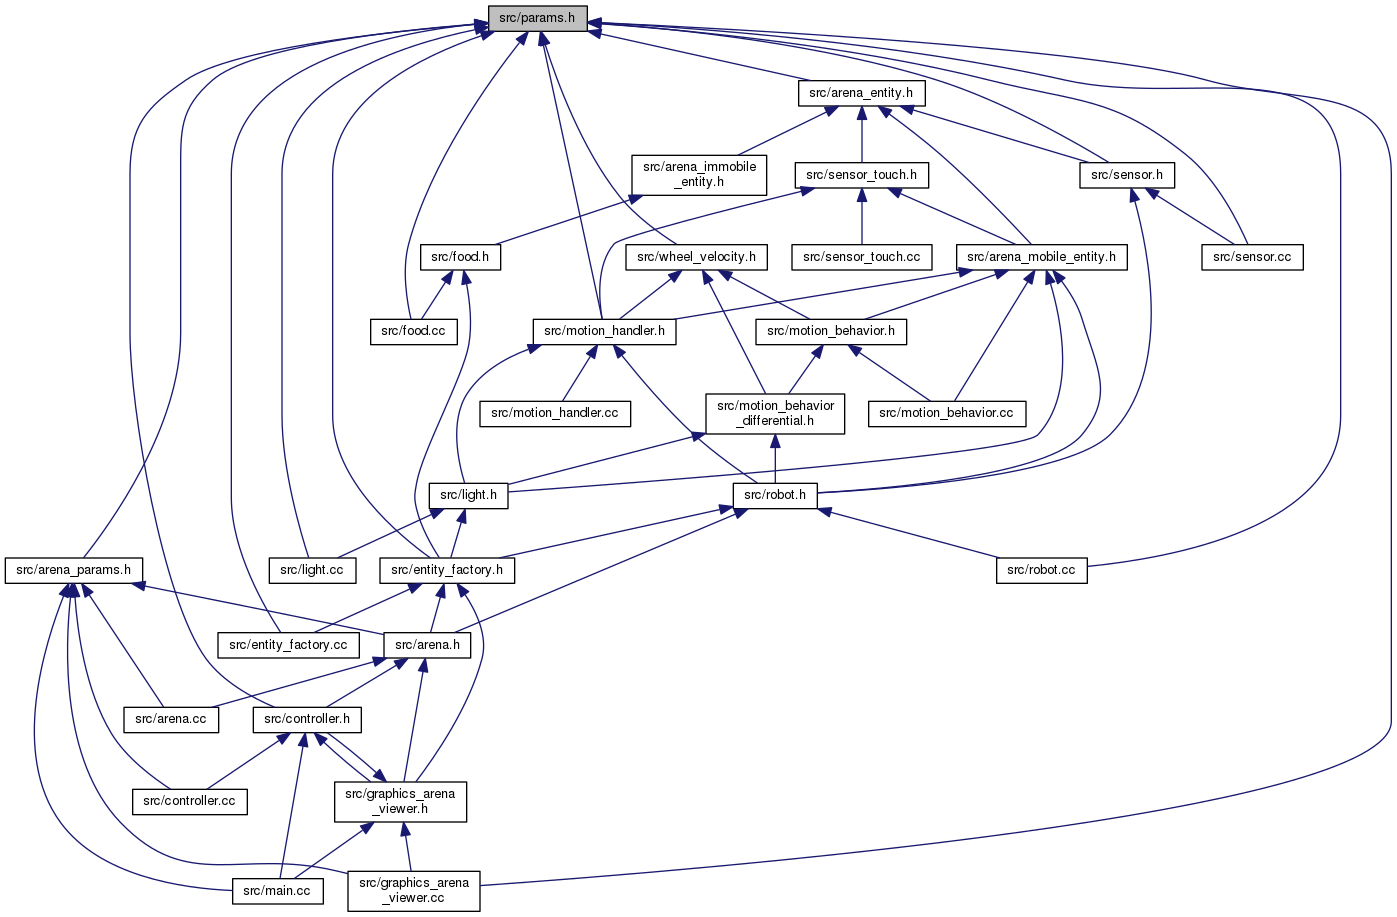 src/params.h
src/arena_entity.h
src/arena_immobile
_entity.h
src/sensor_touch.h
src/sensor.h
src/food.h
src/wheel_velocity.h
src/sensor_touch.cc
src/arena_mobile_entity.h
src/sensor.cc
src/food.cc
src/motion_handler.h
src/motion_behavior.h
src/motion_handler.cc
src/motion_behavior
_differential.h
src/motion_behavior.cc
src/light.h
src/robot.h
src/arena_params.h
src/light.cc
src/entity_factory.h
src/robot.cc
src/entity_factory.cc
src/arena.h
src/arena.cc
src/controller.h
src/controller.cc
src/graphics_arena
_viewer.h
src/main.cc
src/graphics_arena
_viewer.cc